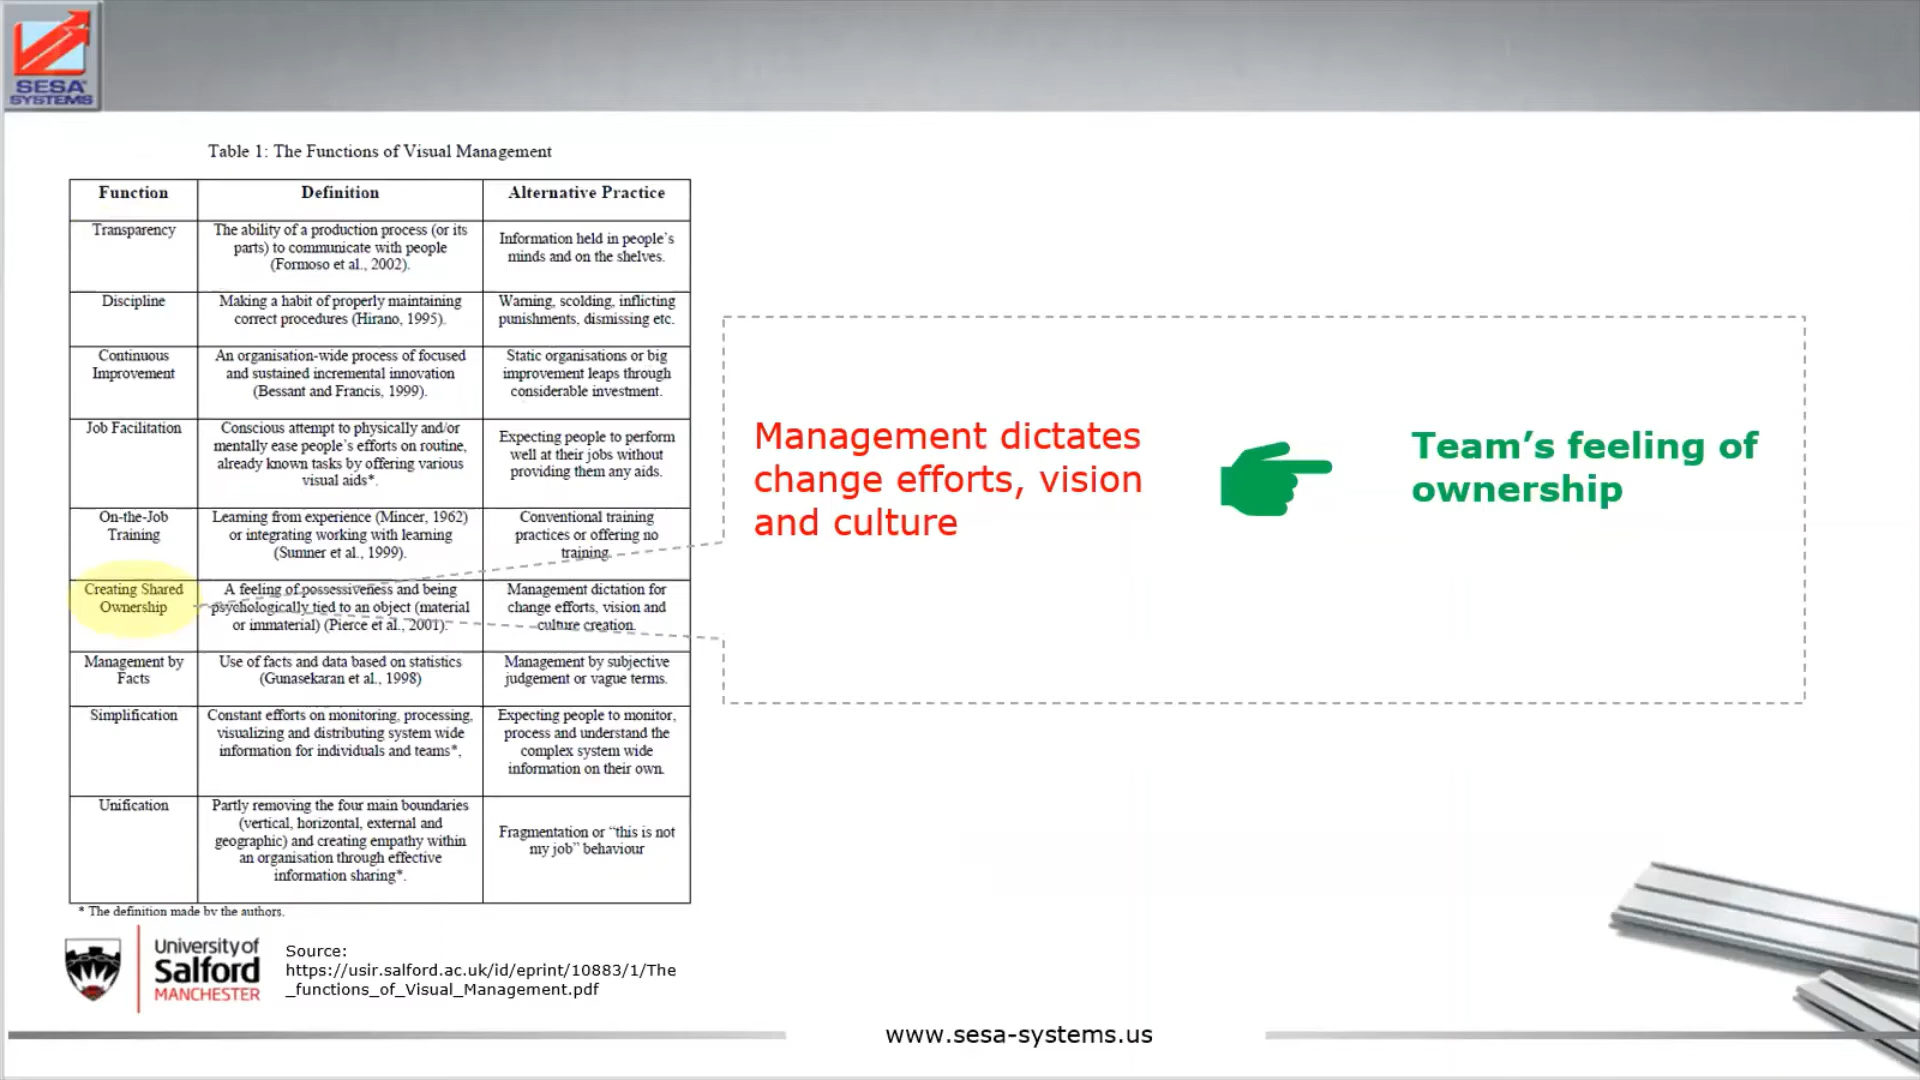 SESA
SYSTEMS
Table 1: The Functions of Visual Management
Function
Definition
Alternative Practice
Transparency
The ability of a production process (or its
parts) to communicate with people
(Formoso et al., 2002).
Information held in people's
minds and on the shelves.
Discipline
Making a habit of properly maintaining
correct procedures (Hirano, 1995).
Warning, scolding, inflicting
punishments, dismissing etc.
Continuous
Improvement
An organisation-wide process of focused
and sustained incremental innovation
(Bessant and Francis, 1999).
Static organisations or big
improvement leaps through
considerable investment.
Job Facilitation
Conscious attempt to physically and/or
mentally ease people's efforts on routine,
already known tasks by offering various
visual aids*.
Expecting people to perform
well at their jobs without
providing them any aids.
On-the-Job
Training
Learning from experience (Mincer, 1962)
or integrating working with learning
(Sumner et al., 1999).
Conventional training
practices or offering no
training.
Creating Shared
Ownership
A feeling of possessiveness and being
psychologically tied to an object (material
or immaterial) (Pierce et al., 2001).
Management dictation for
change efforts, vision and
culture creation.
Management by
Facts
Use of facts and data based on statistics
(Gunasekaran et al., 1998)
Management by subjective
judgement or vague terms.
Simplification
Constant efforts on monitoring, processing,
visualizing and distributing system wide
information for individuals and teams*.
Expecting people to monitor,
process and understand the
complex system wide
information on their own.
Unification
Partly removing the four main boundaries
(vertical, horizontal, external and
geographic) and creating empathy within
an organisation through effective
information sharing*.
Fragmentation or "this is not
my job" behaviour
* The definition made by the authors.
Management dictates
change efforts, vision
and culture
Team's feeling of
ownership
University of
Salford
MANCHESTER
Source:
https://usir.salford.ac.uk/id/eprint/10883/1/The
_functions_of_Visual_Management.pdf
www.sesa-systems.us